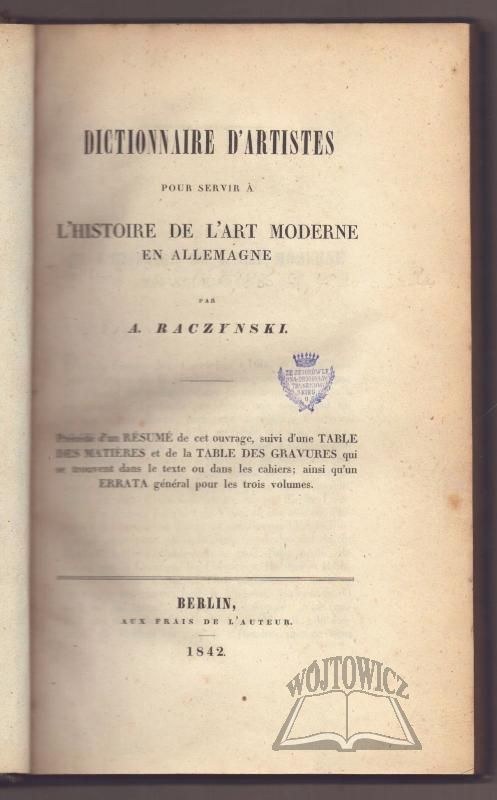 DICTIONNAIRE D'ARTISTES
POUR SERVIR À
L'HISTOIRE DE L'ART MODERNE
EN ALLEMAGNE
PAR
A. RACZYNSKI.
Précédé d'un RÉSUMÉ de cet ouvrage, suivi d'une TABLE
DES MATIÈRES et de la TABLE DES GRAVURES qui
se trouvent dans le texte ou dans les cahiers; ainsi qu'un
ERRATA général pour les trois volumes.
BERLIN,
AUX FRAIS DE L'AUTEUR.
1842.
WÓJTOWICZ